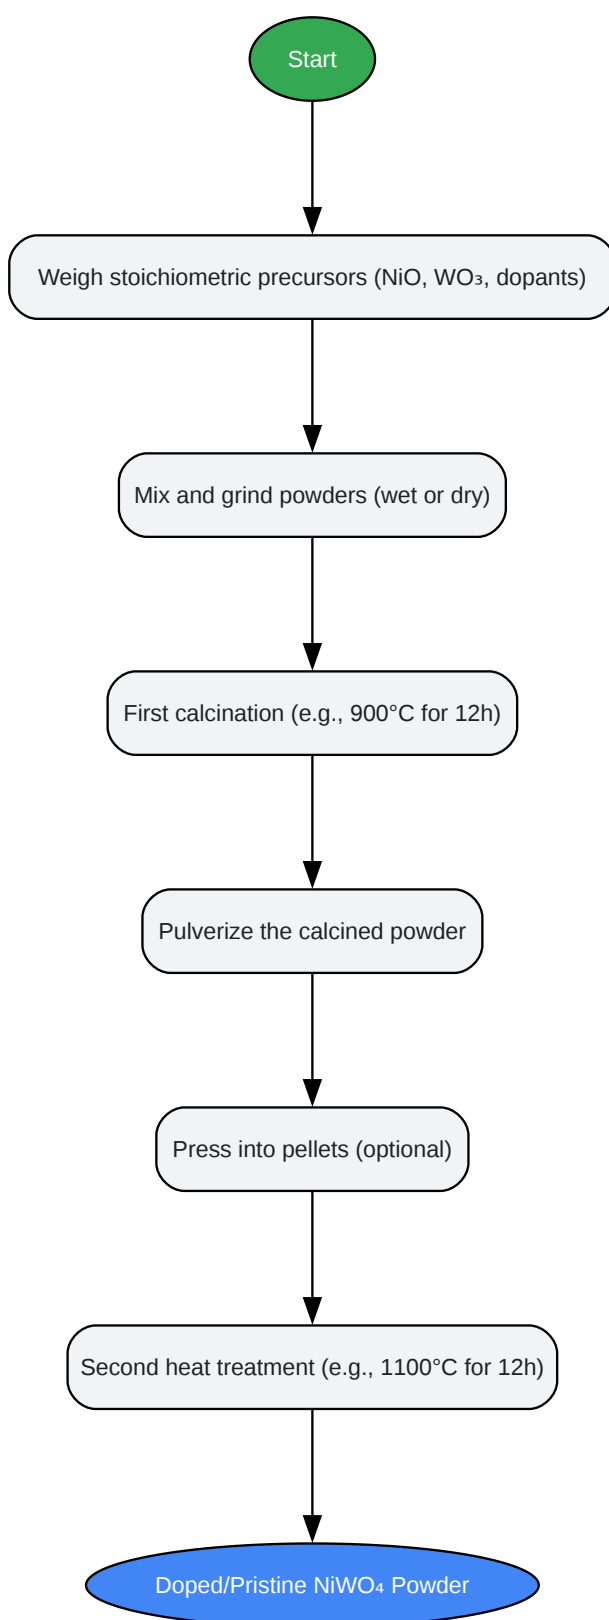 Start
Weigh stoichiometric precursors (NiO, WO₃, dopants)
Mix and grind powders (wet or dry)
First calcination (e.g., 900°C for 12h)
Pulverize the calcined powder
Press into pellets (optional)
Second heat treatment (e.g., 1100°C for 12h)
Doped/Pristine NiWO₄ Powder